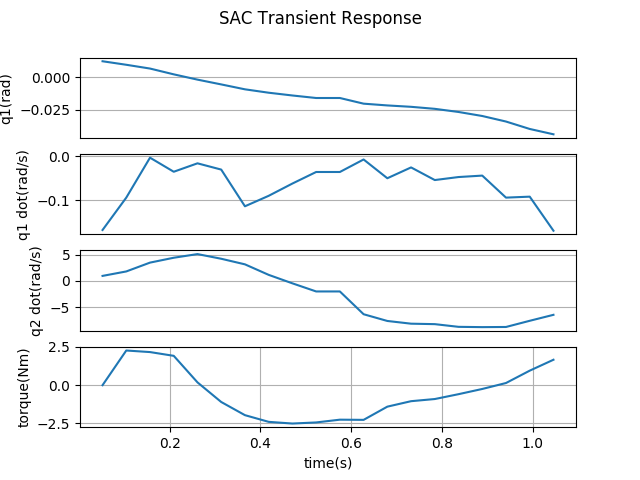 SAC Transient Response
0.000
−0.025
q1(rad)
0.0
−0.1
q1 dot(rad/s)
5
0
−5
q2 dot(rad/s)
2.5
0.0
−2.5
torque(Nm)
0.2 0.4 0.6 0.8 1.0
time(s)